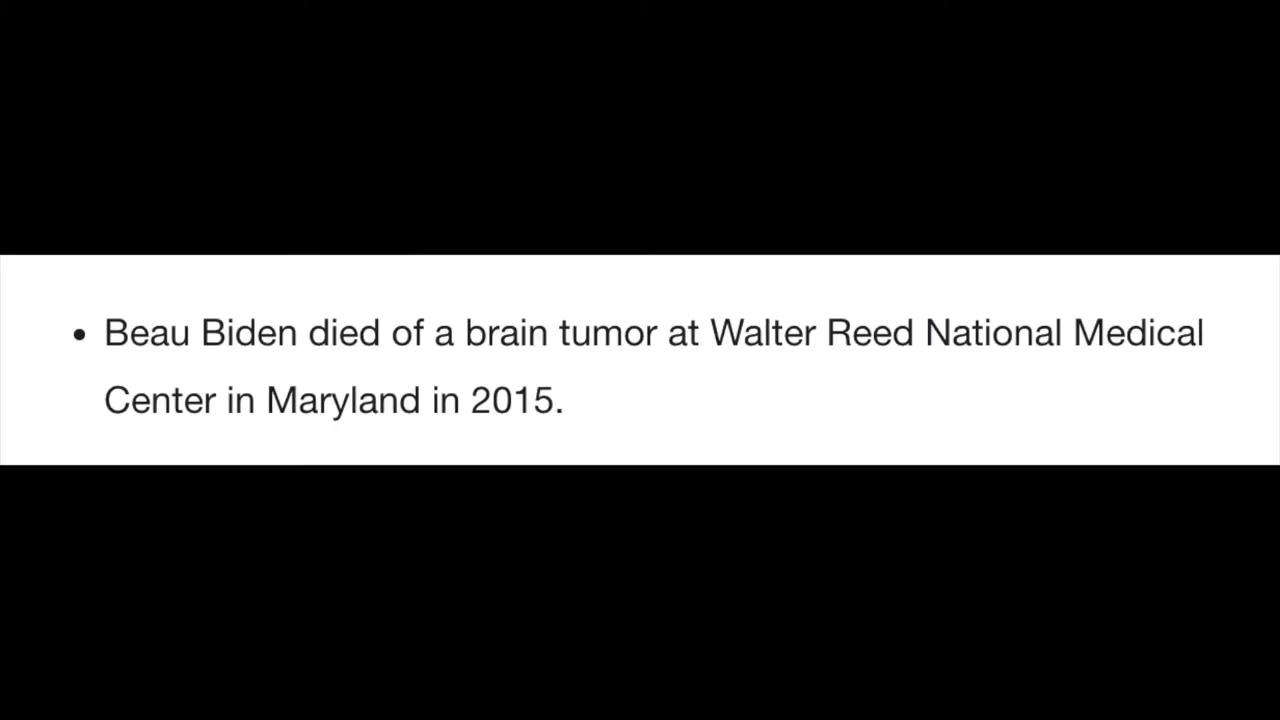 • Beau Biden died of a brain tumor at Walter Reed National Medical
Center in Maryland in 2015.